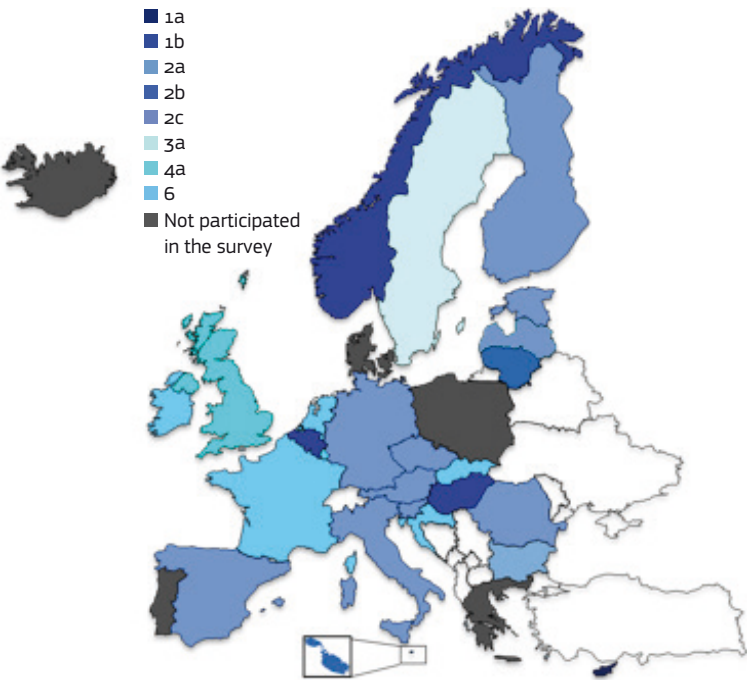 1a
1b
2a
2b
2c
3a
4a
6
Not participated
in the survey